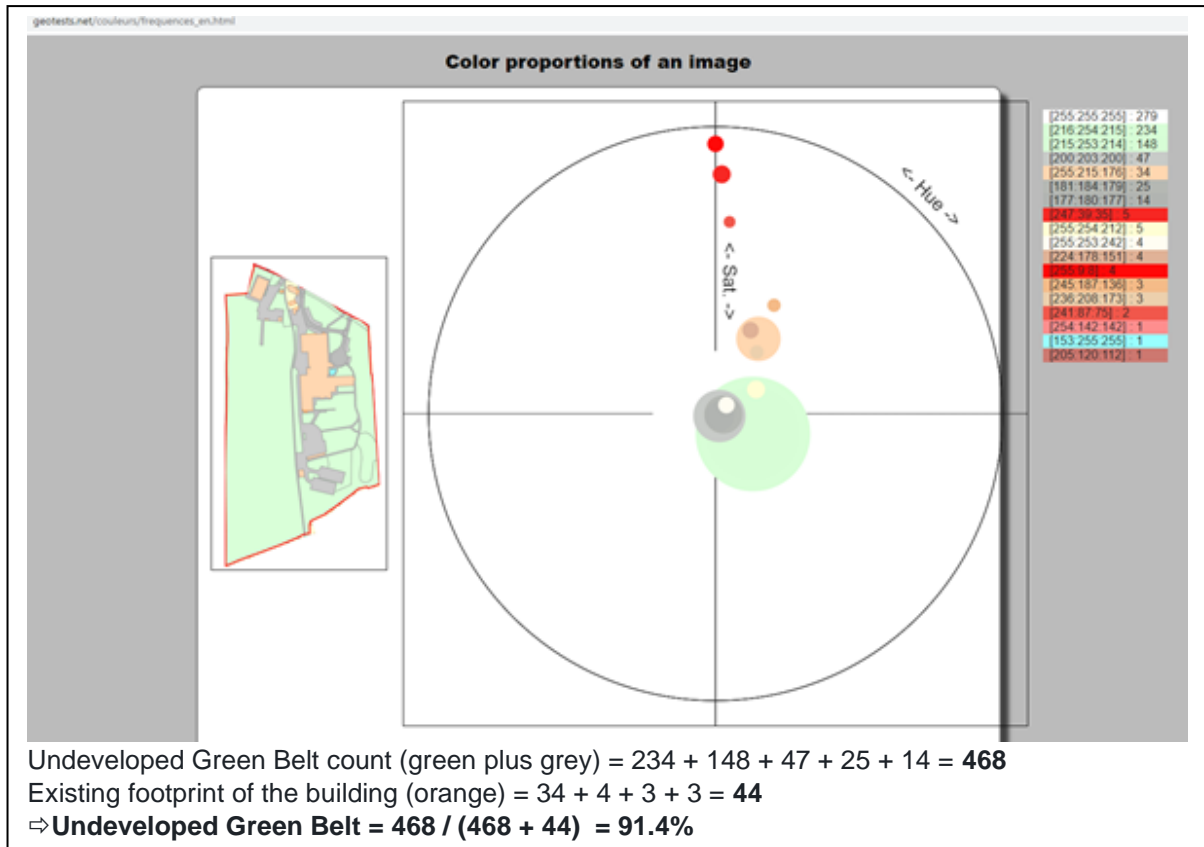 geotests.net/couleurs/frequences_en.html
Color proportions of an image
[255:255:255] : 279
[216:254:215] : 234
[215:253:214] : 148
[200:203:200] : 47
[255:215:176] : 34
[181:184:179] : 25
[177:180:177] : 14
[247:39:35] : 5
[255:254:212] : 5
[255:253:242] : 4
[224:178:151] : 4
[255:9:8] : 4
[245:187:136] : 3
[236:208:173] : 3
[241:87:75] : 2
[254:142:142] : 1
[153:255:255] : 1
[205:120:112] : 1
<- Hue ->
<- Sat. ->
Undeveloped Green Belt count (green plus grey) = 234 + 148 + 47 + 25 + 14 = 468
Existing footprint of the building (orange) = 34 + 4 + 3 + 3 = 44
⇨Undeveloped Green Belt = 468 / (468 + 44) = 91.4%